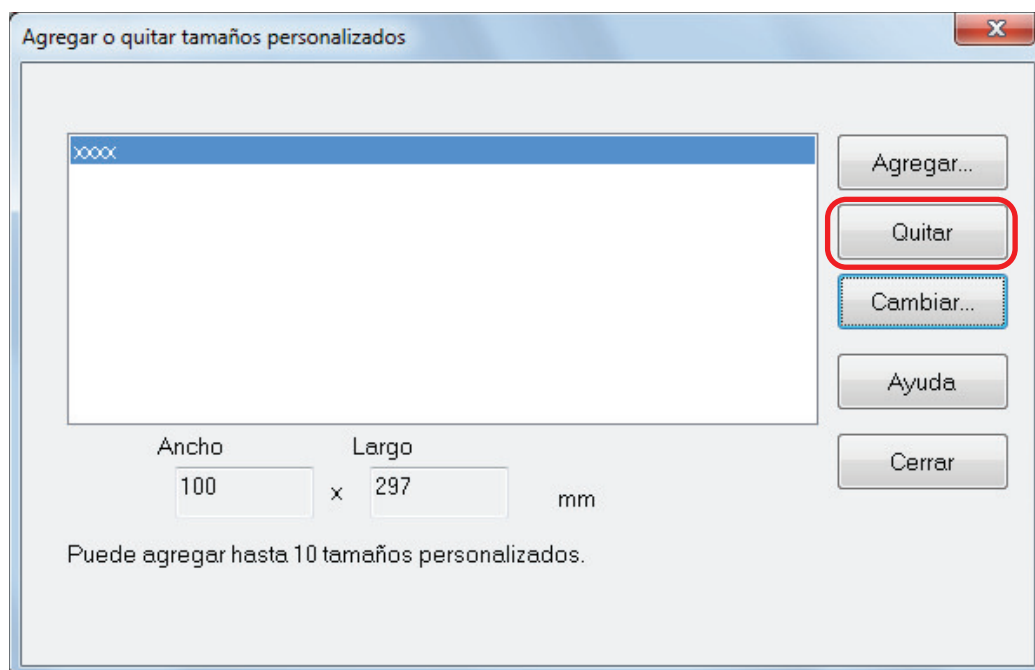 Agregar o quitar tamaños personalizados
xxxx
Agregar...
Quitar
Cambiar...
Ayuda
Cerrar
Ancho Largo
100 x 297 mm
Puede agregar hasta 10 tamaños personalizados.